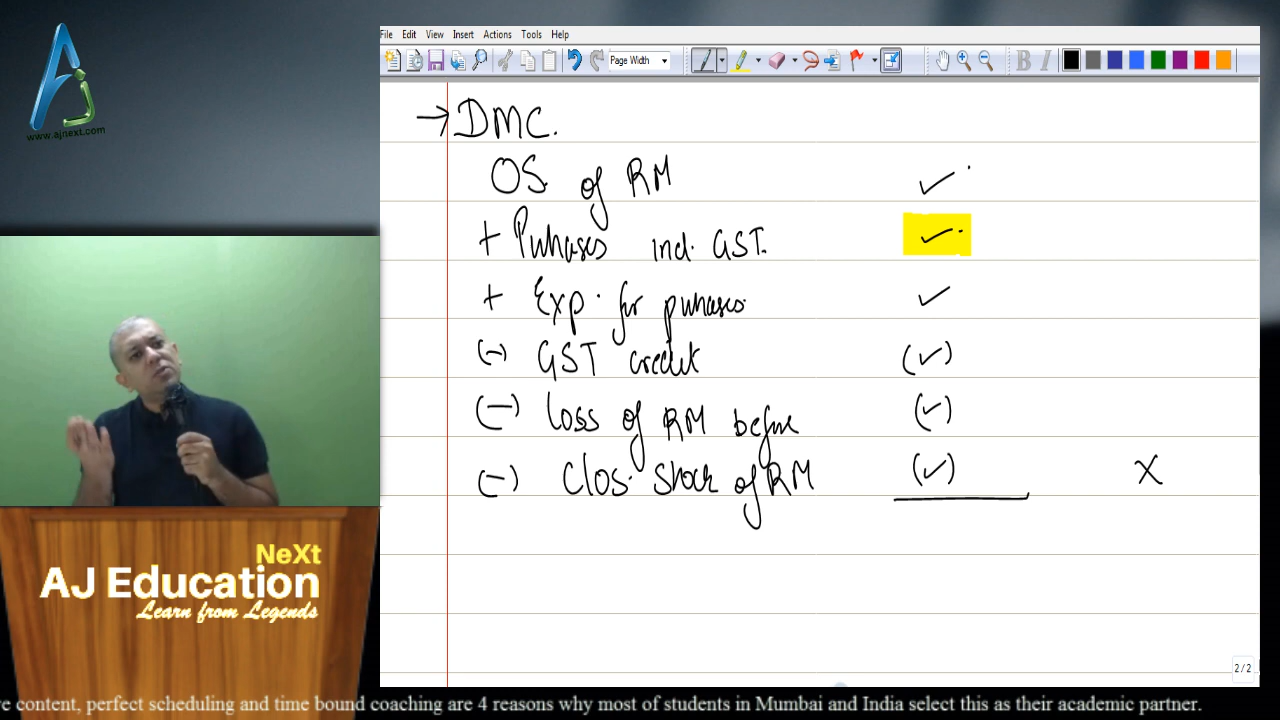 www.ajnext.com
File Edit View Insert Actions Tools Help
Page Width
B I
→ DMC.
OS. of RM ✓
+ Puhases incl. GST. ✓
+ Exp. for puhases ✓
(-) GST credit (✓)
(-) loss of RM before (✓)
(-) Clos. Stock of RM (✓) X
NeXt
AJ Education
Learn from Legends
2/2
e content, perfect scheduling and time bound coaching are 4 reasons why most of students in Mumbai and India select this as their academic partner.